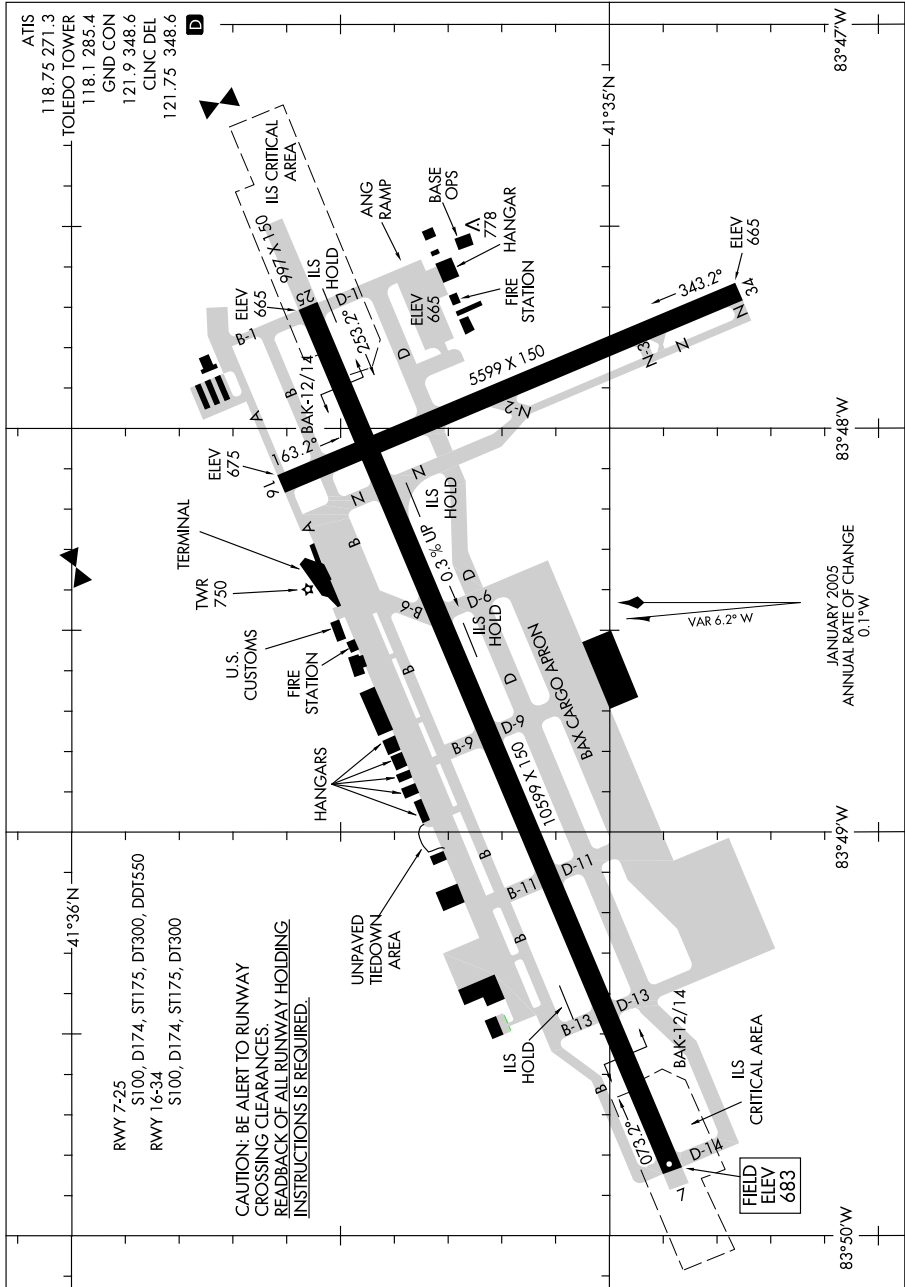 ATIS
118.75 271.3
TOLEDO TOWER
118.1 285.4
GND CON
121.9 348.6
CLNC DEL
121.75 348.6
D
RWY 7-25
S100, D174, ST175, DT300, DDT550
RWY 16-34
S100, D174, ST175, DT300
CAUTION: BE ALERT TO RUNWAY
CROSSING CLEARANCES.
READBACK OF ALL RUNWAY HOLDING
INSTRUCTIONS IS REQUIRED.
41°36'N
41°35'N
83°50'W
83°49'W
83°48'W
83°47'W
UNPAVED
TIEDOWN
AREA
HANGARS
FIRE
STATION
U.S.
CUSTOMS
TWR
750
TERMINAL
ELEV
675
16
163.2°
A
A
B-1
B
BAK-12/14
ELEV
665
25
997 X 150
ILS
HOLD
ILS CRITICAL
AREA
D-1
253.2°
ANG
RAMP
ELEV
665
D
BASE
OPS
778
HANGAR
FIRE
STATION
5599 X 150
343.2°
ELEV
665
34
N
N
N-3
N
N-2
N
N
ILS
HOLD
0.3% UP
B
B-6
D
D-6
ILS
HOLD
B
D
B-9
D-9
BAX CARGO APRON
10599 X 150
B
B-11
D-11
B
ILS
HOLD
B-13
D-13
B
BAK-12/14
ILS
CRITICAL AREA
073.2°
D-14
7
FIELD
ELEV
683
VAR 6.2° W
JANUARY 2005
ANNUAL RATE OF CHANGE
0.1°W